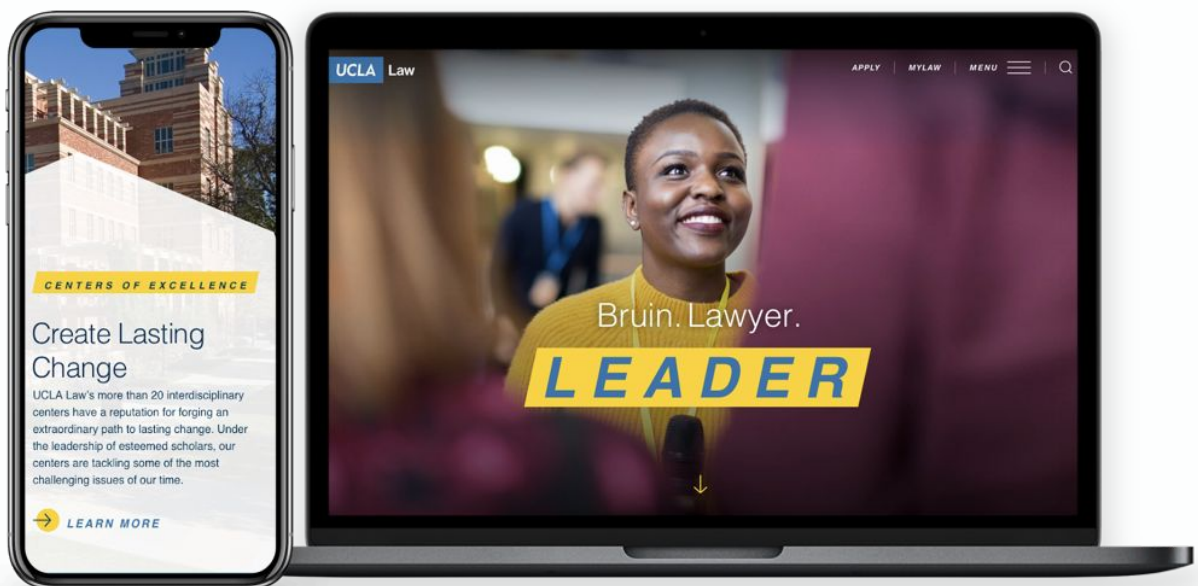 CENTERS OF EXCELLENCE
Create Lasting
Change
UCLA Law's more than 20 interdisciplinary
centers have a reputation for forging an
extraordinary path to lasting change. Under
the leadership of esteemed scholars, our
centers are tackling some of the most
challenging issues of our time.
LEARN MORE
UCLA Law
APPLY
MYLAW
MENU
Bruin. Lawyer.
LEADER